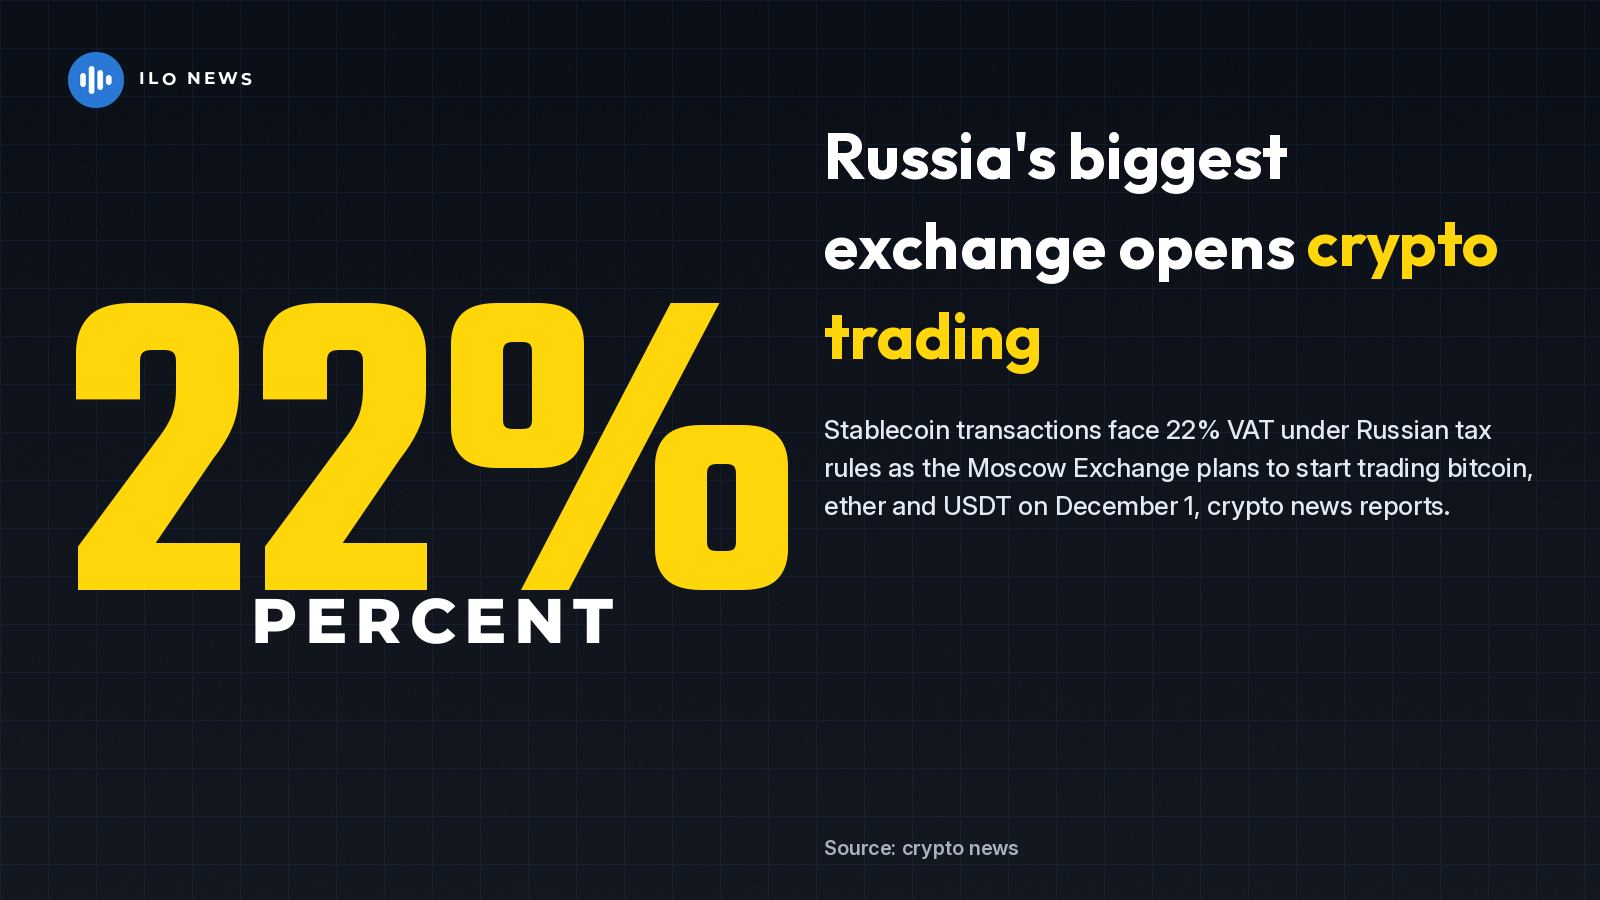 ILO NEWS
22%
PERCENT
Russia's biggest
exchange opens crypto
trading
Stablecoin transactions face 22% VAT under Russian tax
rules as the Moscow Exchange plans to start trading bitcoin,
ether and USDT on December 1, crypto news reports.
Source: crypto news